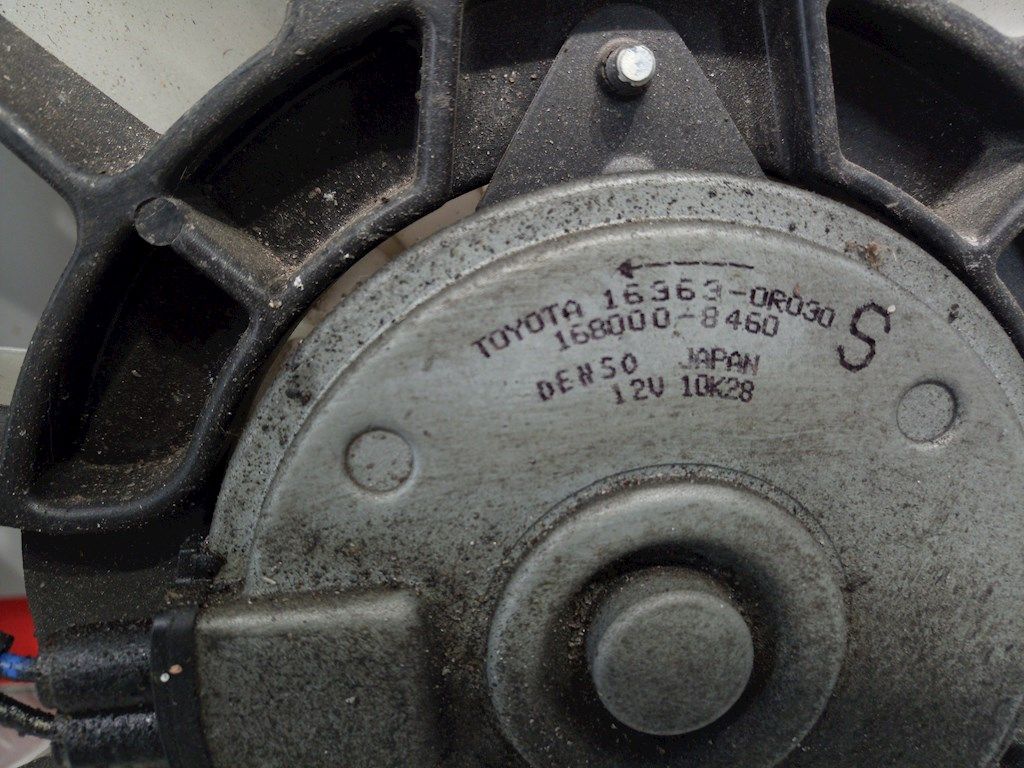 TOYOTA 16363-0R030
168000-8460
S
DENSO JAPAN
12V 10K28